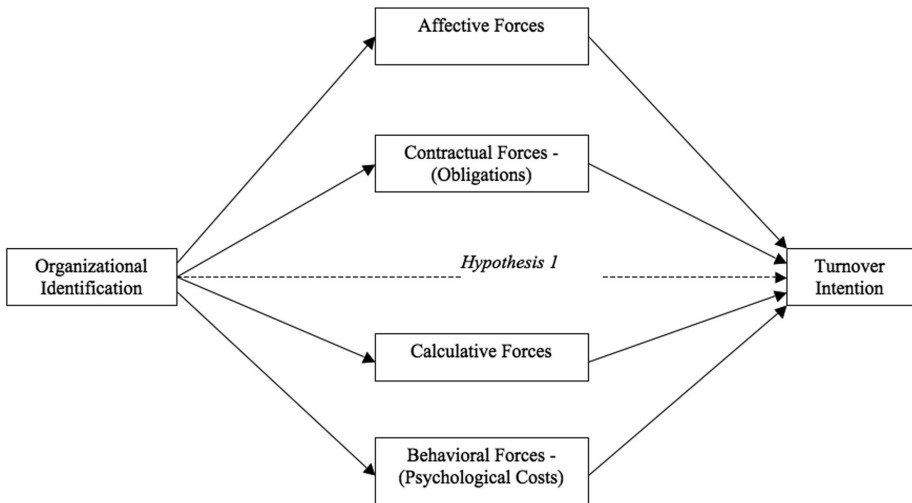 Affective Forces
Contractual Forces -
(Obligations)
Hypothesis 1
Organizational
Identification
Turnover
Intention
Calculative Forces
Behavioral Forces -
(Psychological Costs)